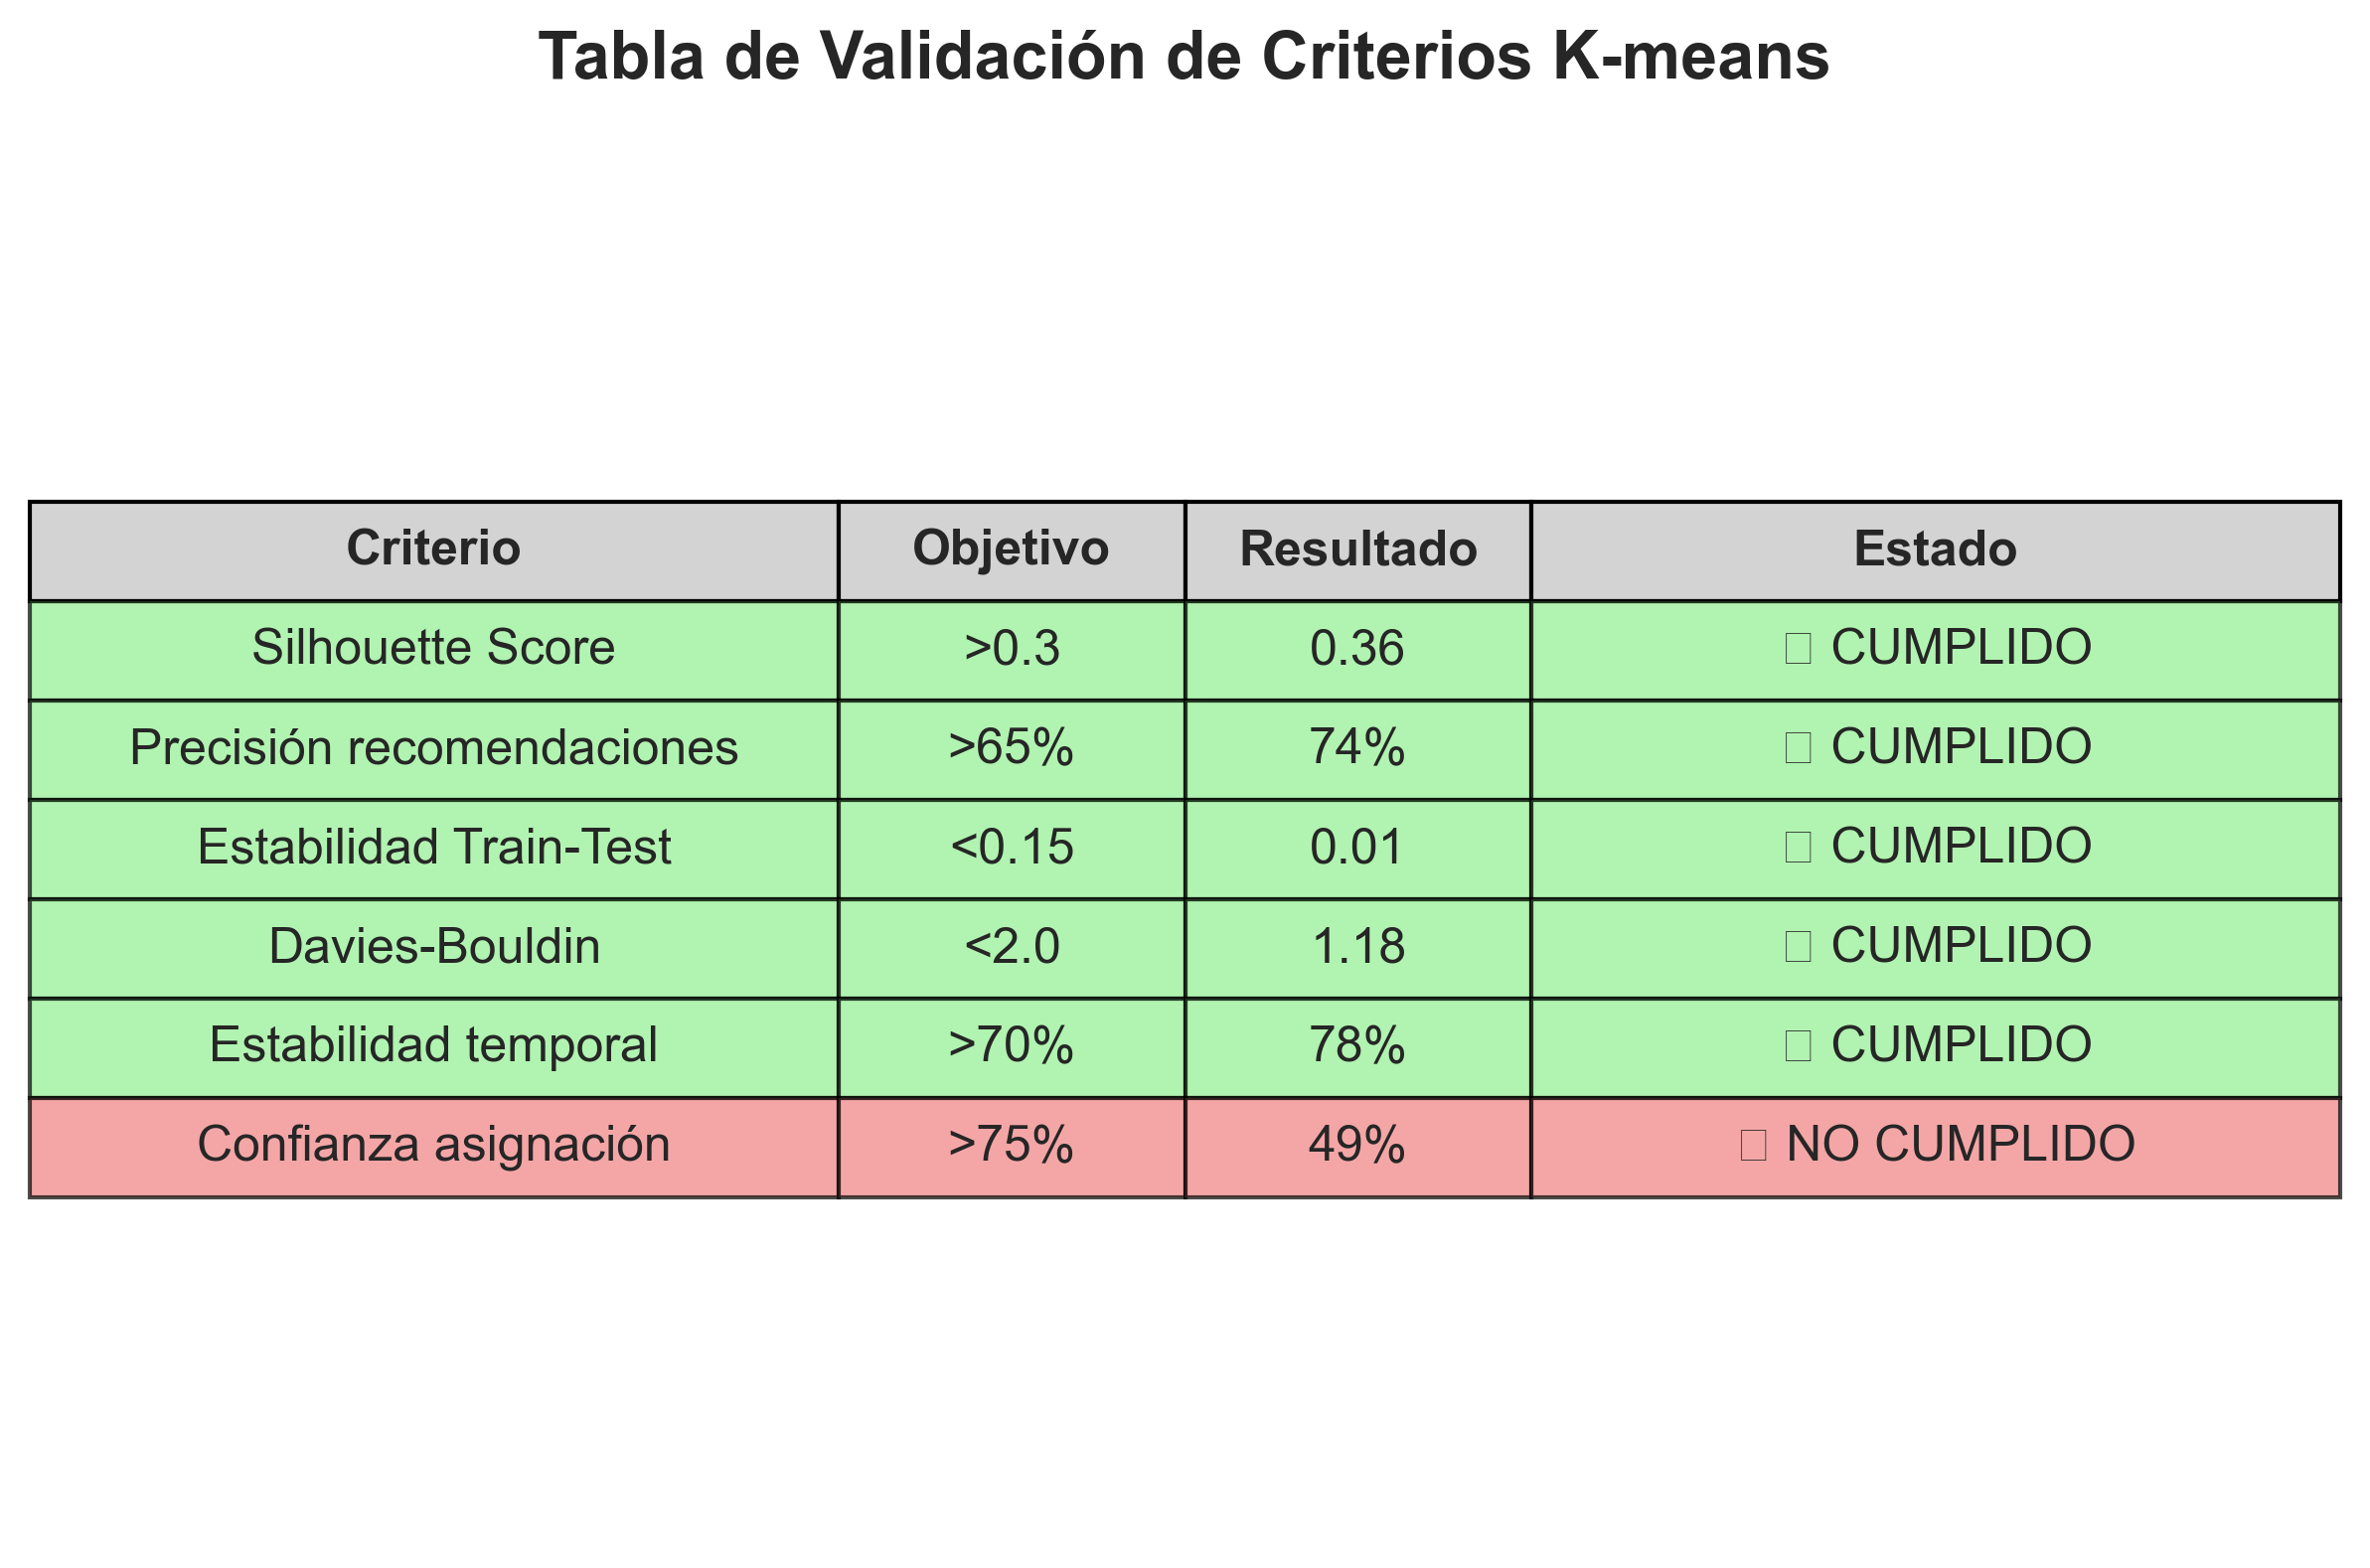 Tabla de Validación de Criterios K-means
Criterio Objetivo Resultado Estado
Silhouette Score >0.3 0.36 □ CUMPLIDO
Precisión recomendaciones >65% 74% □ CUMPLIDO
Estabilidad Train-Test <0.15 0.01 □ CUMPLIDO
Davies-Bouldin <2.0 1.18 □ CUMPLIDO
Estabilidad temporal >70% 78% □ CUMPLIDO
Confianza asignación >75% 49% □ NO CUMPLIDO